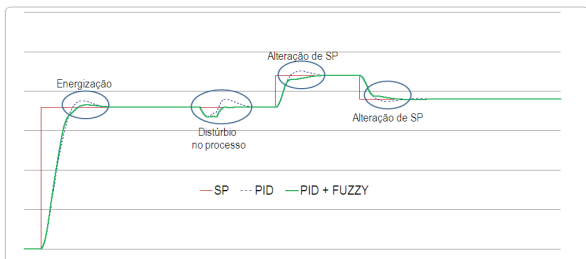 Alteração de SP
Energização
Distúrbio
no processo
Alteração de SP
SP
PID
PID + FUZZY